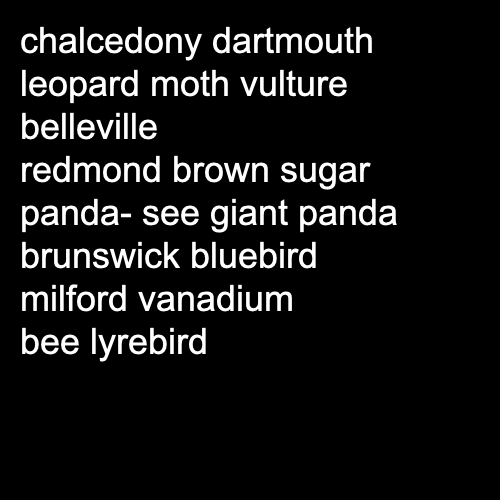 chalcedony dartmouth
leopard moth vulture
belleville
redmond brown sugar
panda- see giant panda
brunswick bluebird
milford vanadium
bee lyrebird